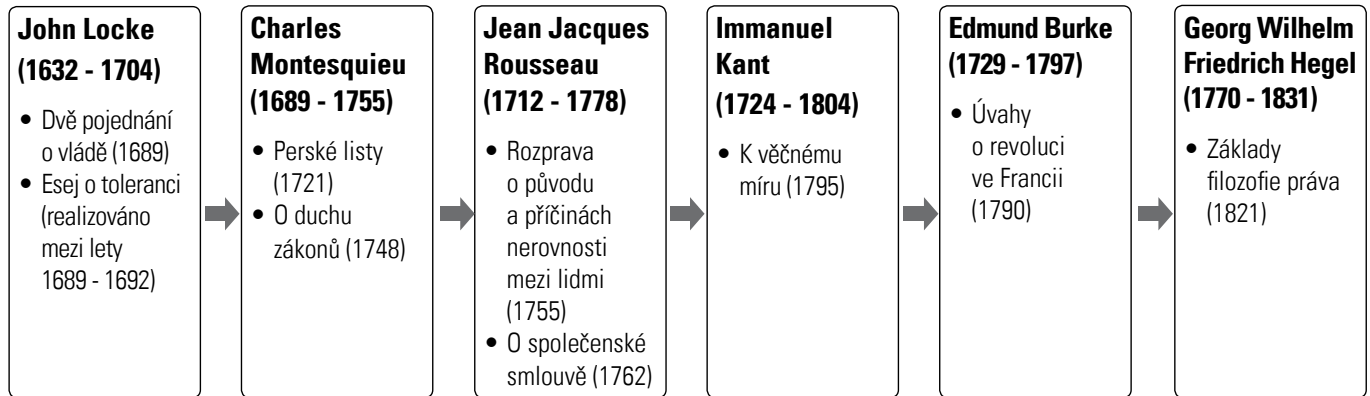 John Locke
(1632 - 1704)
• Dvě pojednání
o vládě (1689)
• Esej o toleranci
(realizováno
mezi lety
1689 - 1692)
Charles
Montesquieu
(1689 - 1755)
• Perské listy
(1721)
• O duchu
zákonů (1748)
Jean Jacques
Rousseau
(1712 - 1778)
• Rozprava
o původu
a příčinách
nerovnosti
mezi lidmi
(1755)
• O společenské
smlouvě (1762)
Immanuel
Kant
(1724 - 1804)
• K věčnému
míru (1795)
Edmund Burke
(1729 - 1797)
• Úvahy
o revoluci
ve Francii
(1790)
Georg Wilhelm
Friedrich Hegel
(1770 - 1831)
• Základy
filozofie práva
(1821)